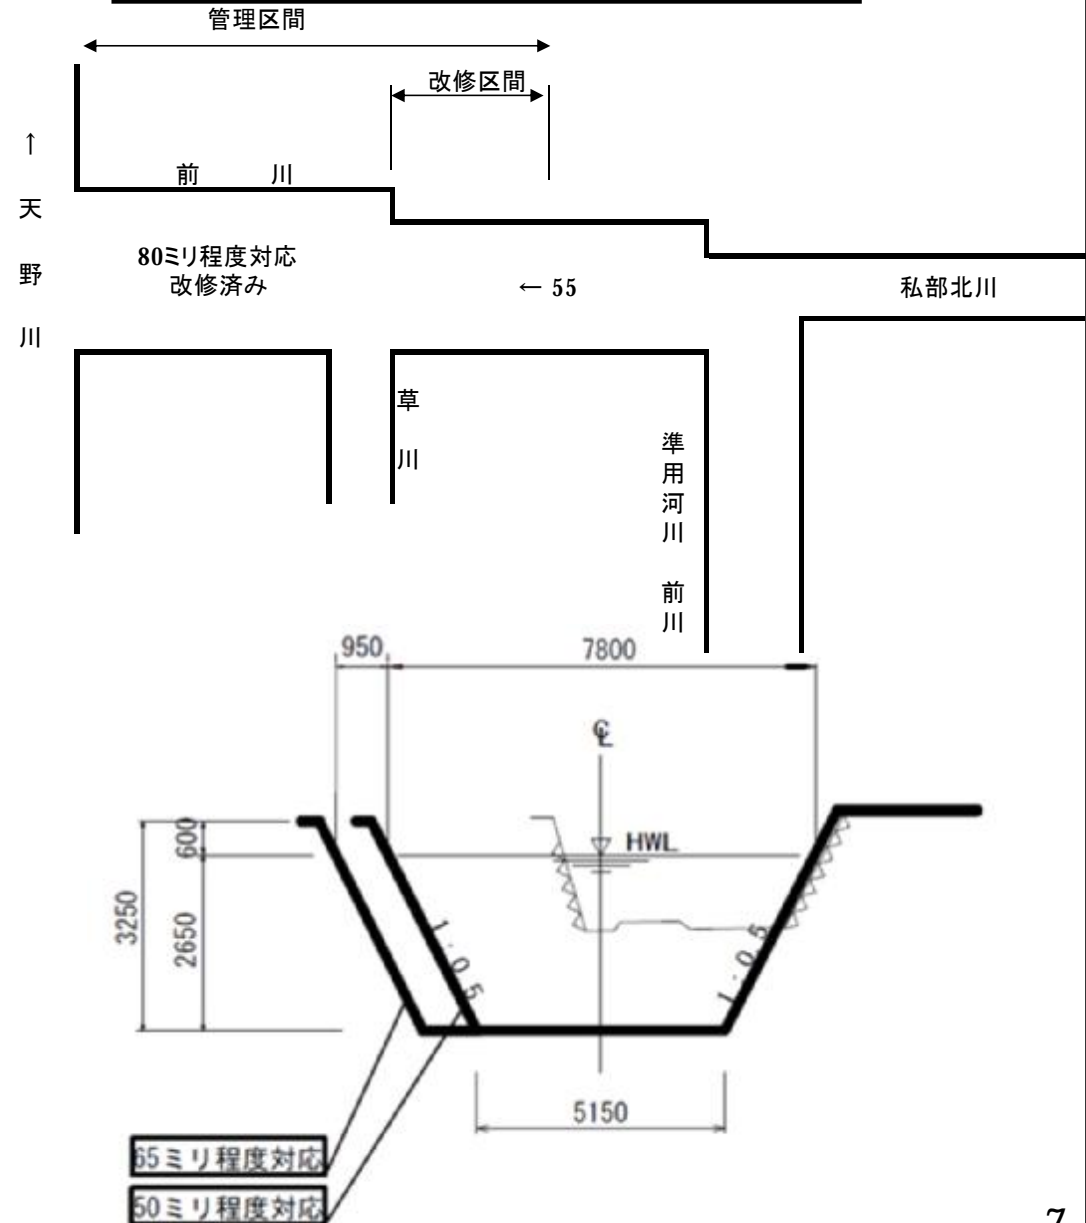 管理区間
改修区間
↑天野川
前川
80ミリ程度対応
改修済み
← 55
私部北川
草川
準用河川 前川
950
7800
℄
HWL
600
2650
3250
1:0.5
1:0.5
5150
65ミリ程度対応
50ミリ程度対応
7